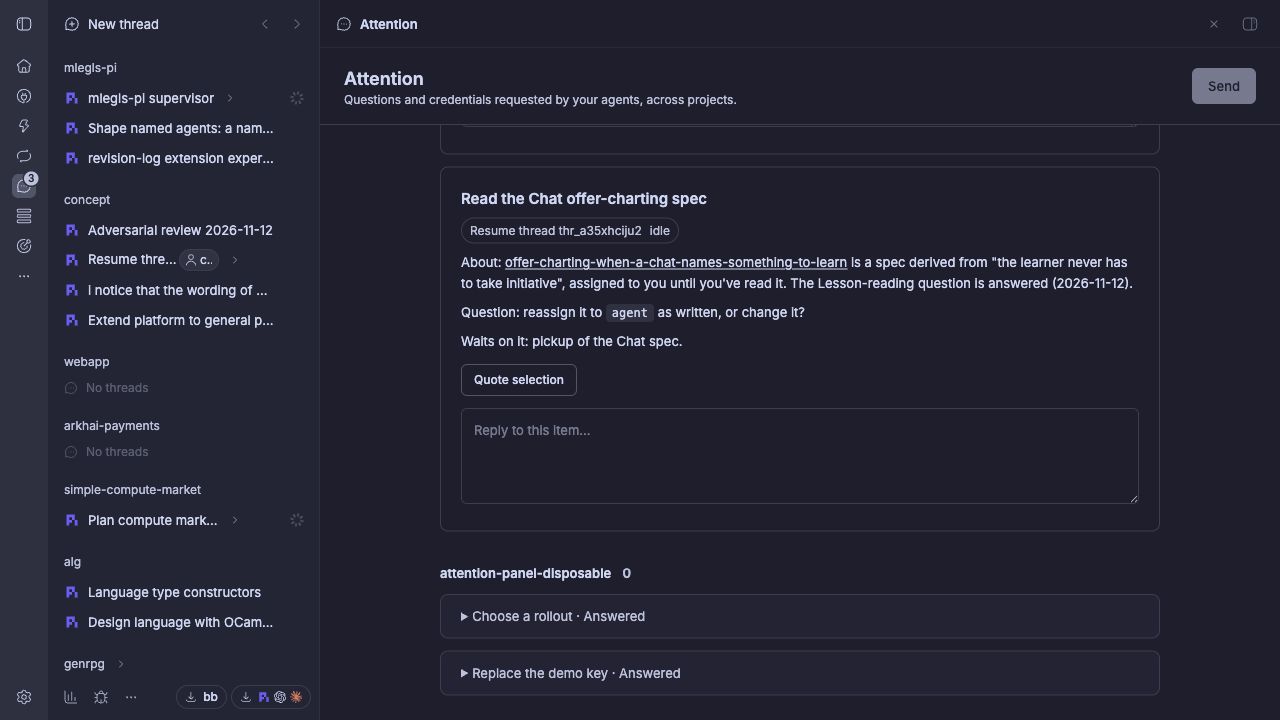 New thread
mlegls-pi
mlegls-pi supervisor
Shape named agents: a nam...
revision-log extension exper...
3
concept
Adversarial review 2026-11-12
Resume thre... c..
I notice that the wording of ...
Extend platform to general p...
webapp
No threads
arkhai-payments
No threads
simple-compute-market
Plan compute mark...
alg
Language type constructors
Design language with OCam...
genrpg
bb
Attention
Attention
Questions and credentials requested by your agents, across projects.
Send
Read the Chat offer-charting spec
Resume thread thr_a35xhciju2 idle
About: offer-charting-when-a-chat-names-something-to-learn is a spec derived from "the learner never has
to take initiative", assigned to you until you've read it. The Lesson-reading question is answered (2026-11-12).
Question: reassign it to agent as written, or change it?
Waits on it: pickup of the Chat spec.
Quote selection
Reply to this item...
attention-panel-disposable 0
Choose a rollout · Answered
Replace the demo key · Answered